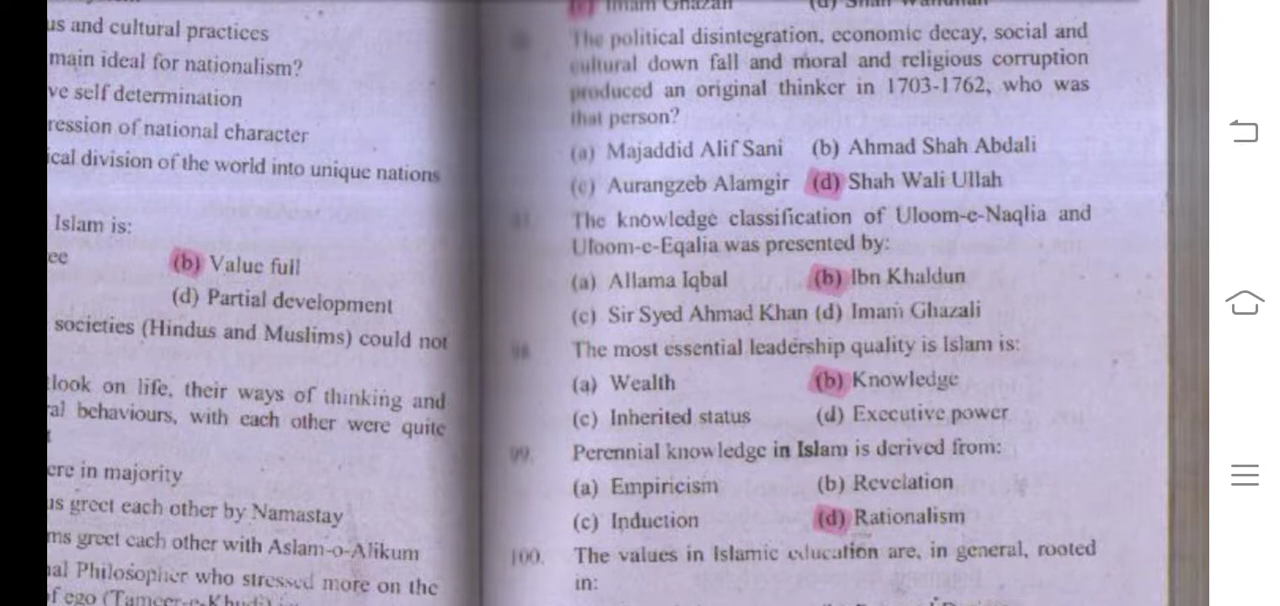 us and cultural practices
main ideal for nationalism?
ve self determination
ression of national character
ical division of the world into unique nations
Islam is:
ee
(b) Value full
(d) Partial development
societies (Hindus and Muslims) could not
look on life, their ways of thinking and
al behaviours, with each other were quite
ere in majority
us greet each other by Namastay
ms greet each other with Aslam-o-Alikum
nal Philosopher who stressed more on the
f ego (Tameer-e-Khudi)
(c) Imam Ghazali
The political disintegration, economic decay, social and
cultural down fall and moral and religious corruption
produced an original thinker in 1703-1762, who was
that person?
(a) Majaddid Alif Sani (b) Ahmad Shah Abdali
(c) Aurangzeb Alamgir (d) Shah Wali Ullah
The knowledge classification of Uloom-e-Naqlia and
Uloom-e-Eqalia was presented by:
(a) Allama Iqbal (b) Ibn Khaldun
(c) Sir Syed Ahmad Khan (d) Imam Ghazali
98. The most essential leadership quality is Islam is:
(a) Wealth (b) Knowledge
(c) Inherited status (d) Executive power
99. Perennial knowledge in Islam is derived from:
(a) Empiricism (b) Revelation
(c) Induction (d) Rationalism
100. The values in Islamic education are, in general, rooted
in: